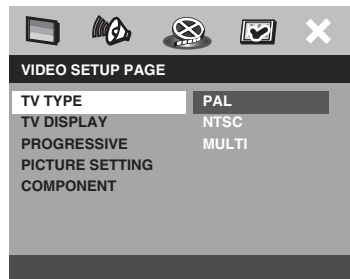 VIDEO SETUP PAGE
TV TYPE PAL
TV DISPLAY NTSC
PROGRESSIVE MULTI
PICTURE SETTING
COMPONENT